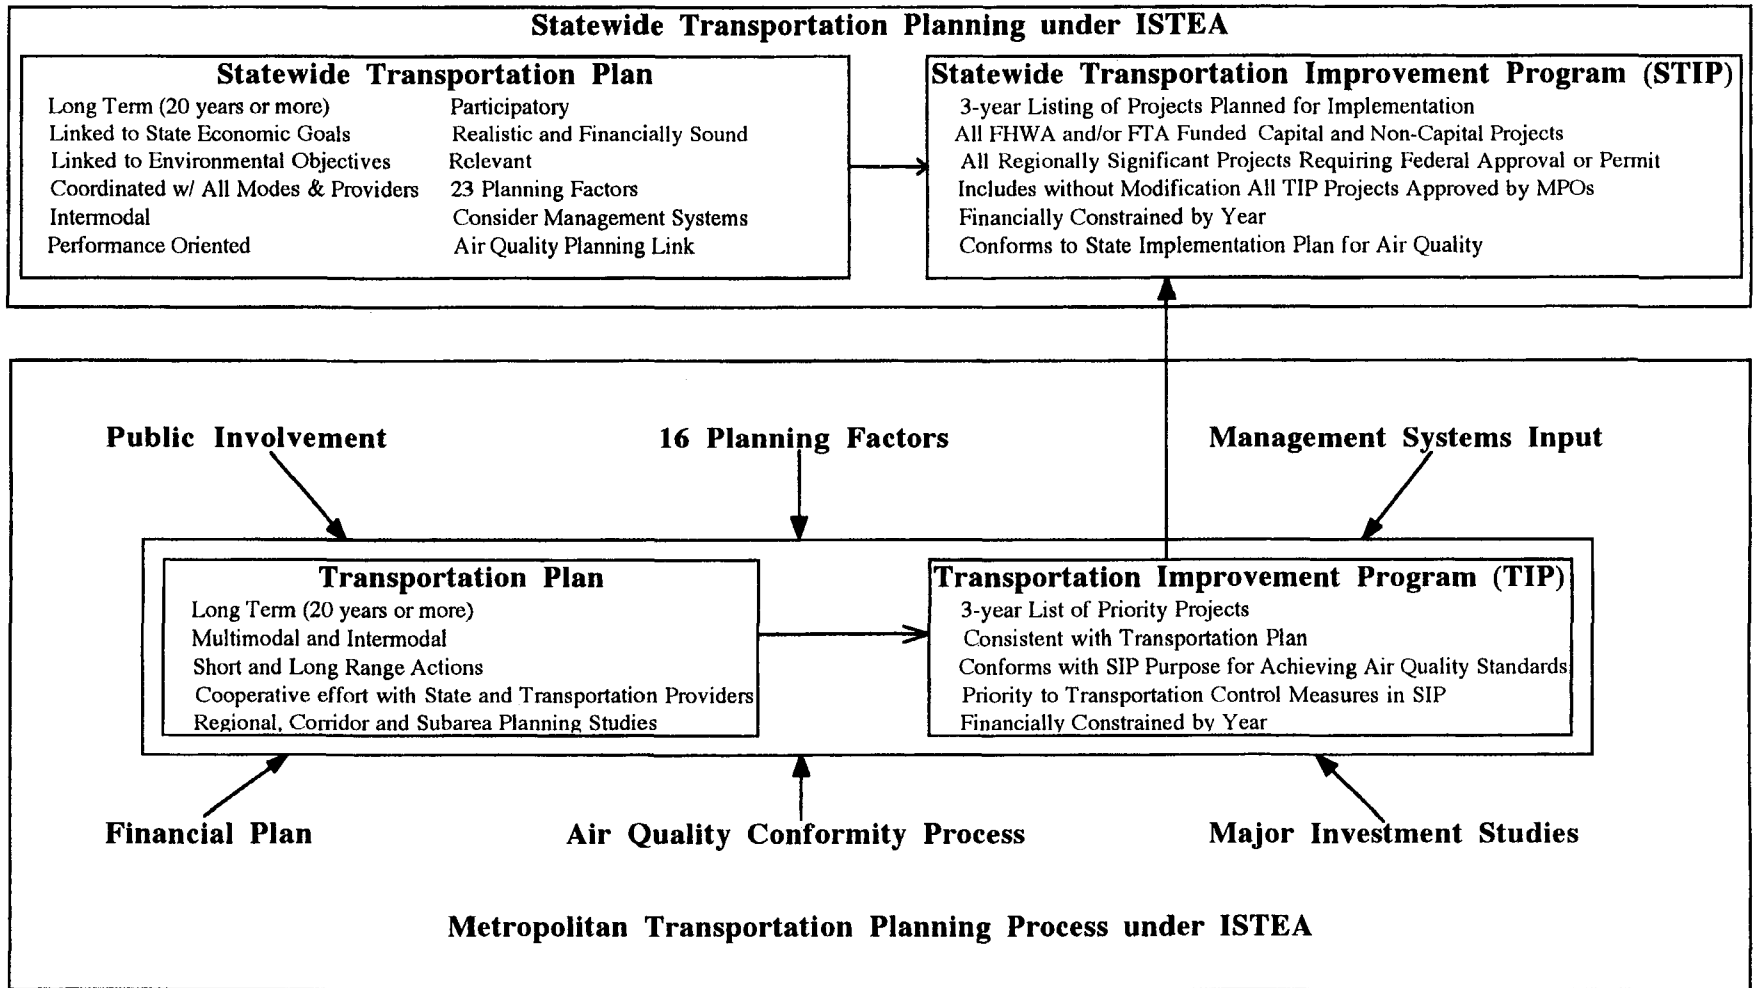 Statewide Transportation Planning under ISTEA
Statewide Transportation Plan
Long Term (20 years or more)
Linked to State Economic Goals
Linked to Environmental Objectives
Coordinated w/ All Modes & Providers
Intermodal
Performance Oriented
Participatory
Realistic and Financially Sound
Relevant
23 Planning Factors
Consider Management Systems
Air Quality Planning Link
Statewide Transportation Improvement Program (STIP)
3-year Listing of Projects Planned for Implementation
All FHWA and/or FTA Funded Capital and Non-Capital Projects
All Regionally Significant Projects Requiring Federal Approval or Permit
Includes without Modification All TIP Projects Approved by MPOs
Financially Constrained by Year
Conforms to State Implementation Plan for Air Quality
Public Involvement
16 Planning Factors
Management Systems Input
Transportation Plan
Long Term (20 years or more)
Multimodal and Intermodal
Short and Long Range Actions
Cooperative effort with State and Transportation Providers
Regional, Corridor and Subarea Planning Studies
Transportation Improvement Program (TIP)
3-year List of Priority Projects
Consistent with Transportation Plan
Conforms with SIP Purpose for Achieving Air Quality Standards
Priority to Transportation Control Measures in SIP
Financially Constrained by Year
Financial Plan
Air Quality Conformity Process
Major Investment Studies
Metropolitan Transportation Planning Process under ISTEA